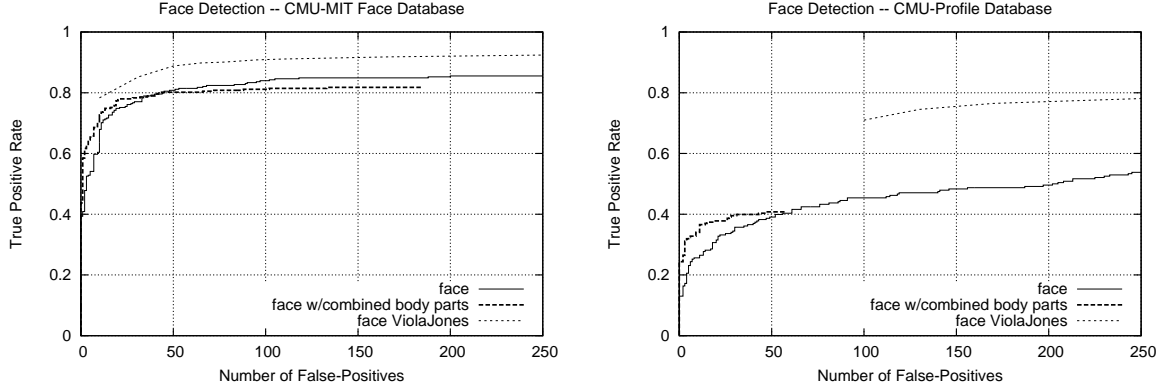 Face Detection -- CMU-MIT Face Database
1
0.8
0.6
0.4
0.2
0
True Positive Rate
face
face w/combined body parts
face ViolaJones
0 50 100 150 200 250
Number of False-Positives
Face Detection -- CMU-Profile Database
1
0.8
0.6
0.4
0.2
0
True Positive Rate
face
face w/combined body parts
face ViolaJones
0 50 100 150 200 250
Number of False-Positives